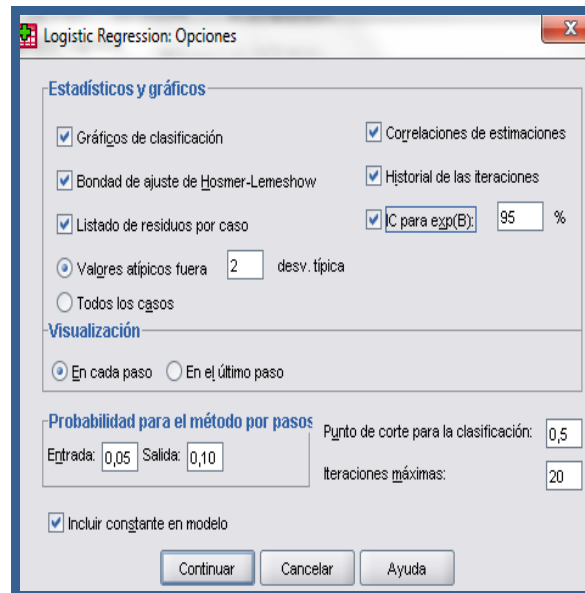 Logistic Regression: Opciones
X
Estadísticos y gráficos
Gráficos de clasificación
Correlaciones de estimaciones
Bondad de ajuste de Hosmer-Lemeshow
Historial de las iteraciones
Listado de residuos por caso
IC para exp(B): 95 %
Valores atípicos fuera 2 desv. típica
Todos los casos
Visualización
En cada paso En el último paso
Probabilidad para el método por pasos
Entrada: 0,05 Salida: 0,10
Punto de corte para la clasificación: 0,5
Iteraciones máximas: 20
Incluir constante en modelo
Continuar Cancelar Ayuda